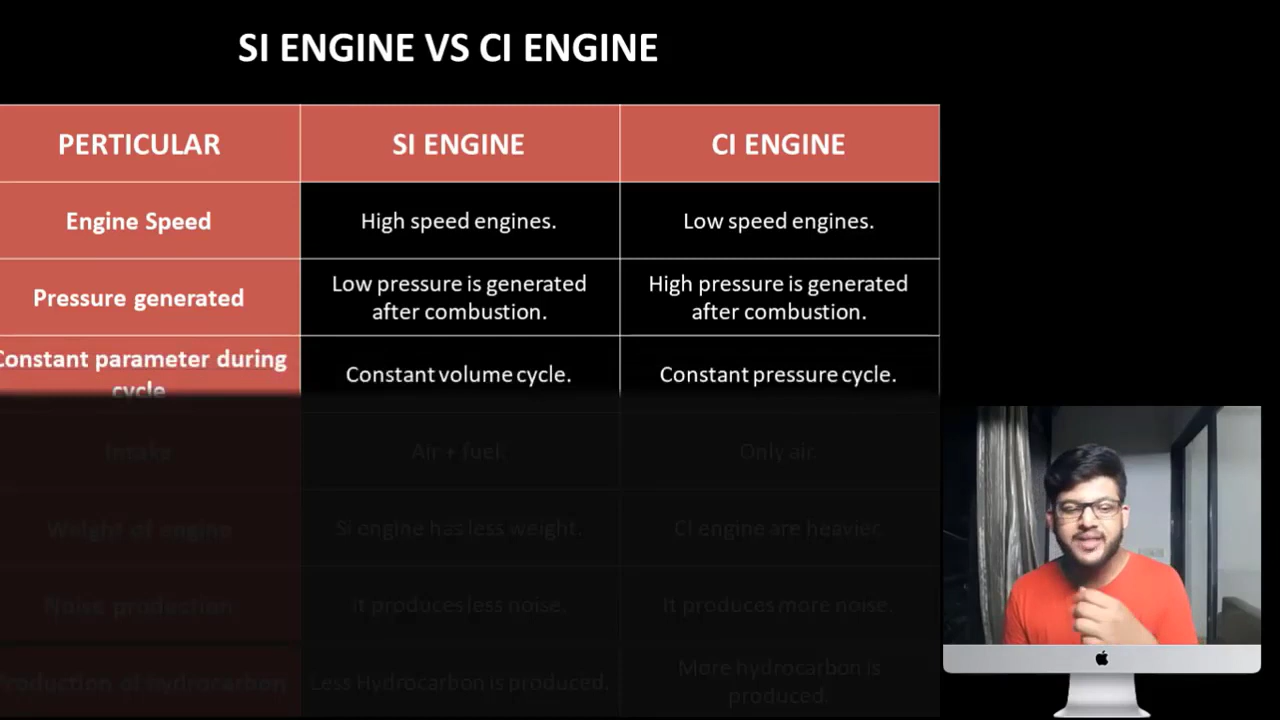 SI ENGINE VS CI ENGINE
PERTICULAR SI ENGINE CI ENGINE
Engine Speed High speed engines. Low speed engines.
Pressure generated Low pressure is generated after combustion. High pressure is generated after combustion.
Constant parameter during cycle Constant volume cycle. Constant pressure cycle.
Intake Air + fuel. Only air.
Weight of engine Si engine has less weight. CI engine are heavier.
Noise production It produces less noise. It produces more noise.
Production of hydrocarbon Less Hydrocarbon is produced. More hydrocarbon is produced.